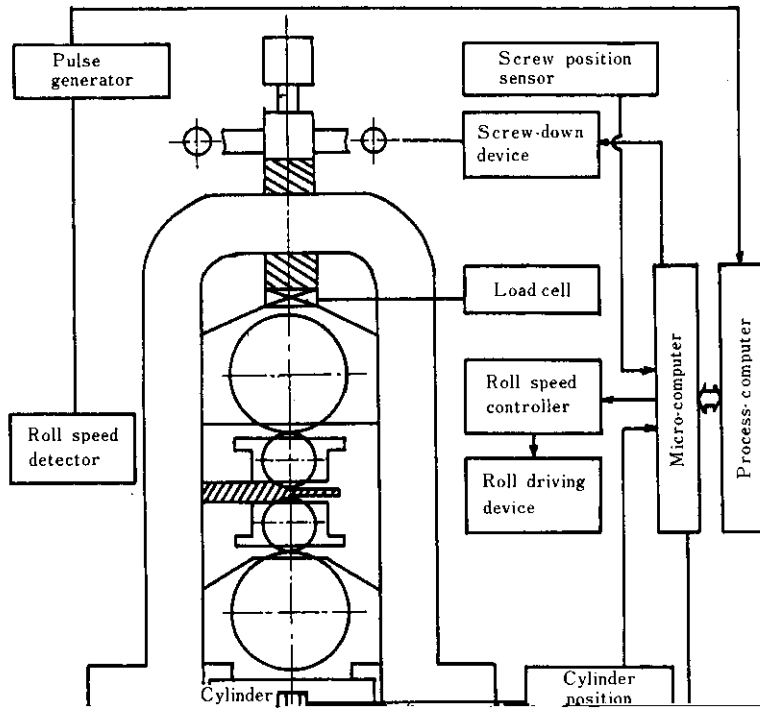 Pulse
generator
Screw position
sensor
Screw-down
device
Load cell
Roll speed
controller
Roll speed
detector
Roll driving
device
Micro-computer
Process-computer
Cylinder
Cylinder
position